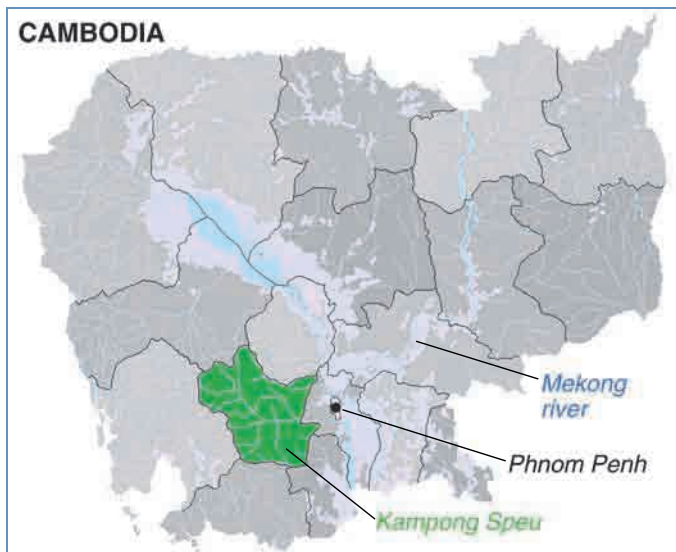 CAMBODIA
Mekong
river
Phnom Penh
Kampong Speu